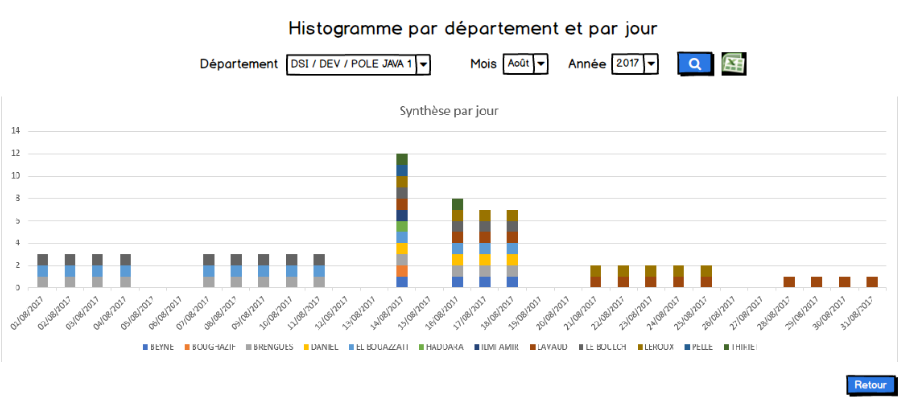 Histogramme par département et par jour
Département DSI / DEV / POLE JAVA 1 Mois Août Année 2017
Synthèse par jour
14
12
10
8
6
4
2
0
01/08/2017 02/08/2017 03/08/2017 04/08/2017 05/08/2017 06/08/2017 07/08/2017 08/08/2017 09/08/2017 10/08/2017 11/08/2017 12/08/2017 13/08/2017 14/08/2017 15/08/2017 16/08/2017 17/08/2017 18/08/2017 19/08/2017 20/08/2017 21/08/2017 22/08/2017 23/08/2017 24/08/2017 25/08/2017 26/08/2017 27/08/2017 28/08/2017 29/08/2017 30/08/2017 31/08/2017
BEYNE BOUGHAZIF BRENGUES DANIEL EL BOUAZZATI HADDARA ILMI AMIR LAVAUD LE BOULCH LEROUX PELLE THIRIET
Retour